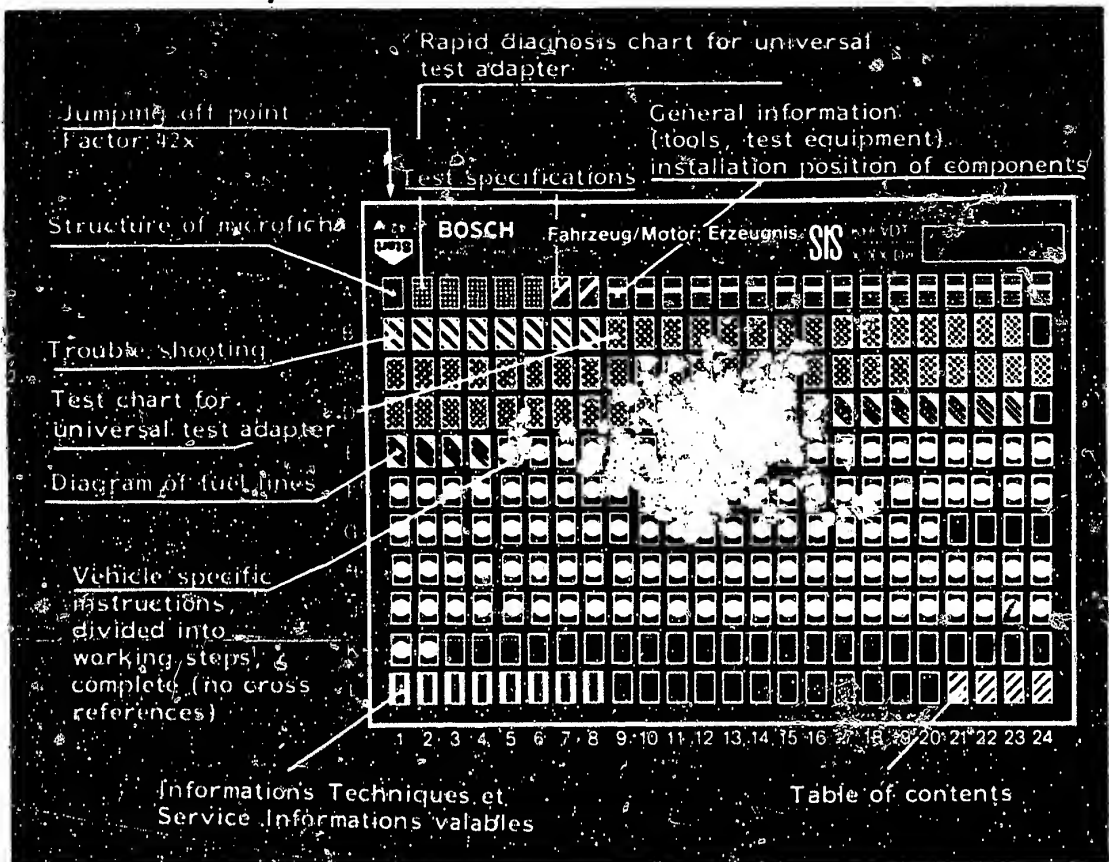 Rapid diagnosis chart for universal
test adapter
Jumping off point
Factor: 42x
General information
(tools, test equipment)
installation position of components
Test specifications
Structure of microfiche
BOSCH Fahrzeug/Motor: Erzeugnis SIS
Start
B
Trouble shooting
Test chart for
universal test adapter
Diagram of fuel lines
Vehicle specific
instructions,
divided into
working steps,
complete (no cross
references)
1 2 3 4 5 6 7 8 9 10 11 12 13 14 15 16 17 18 19 20 21 22 23 24
Informations Techniques et
Service Informations valables
Table of contents